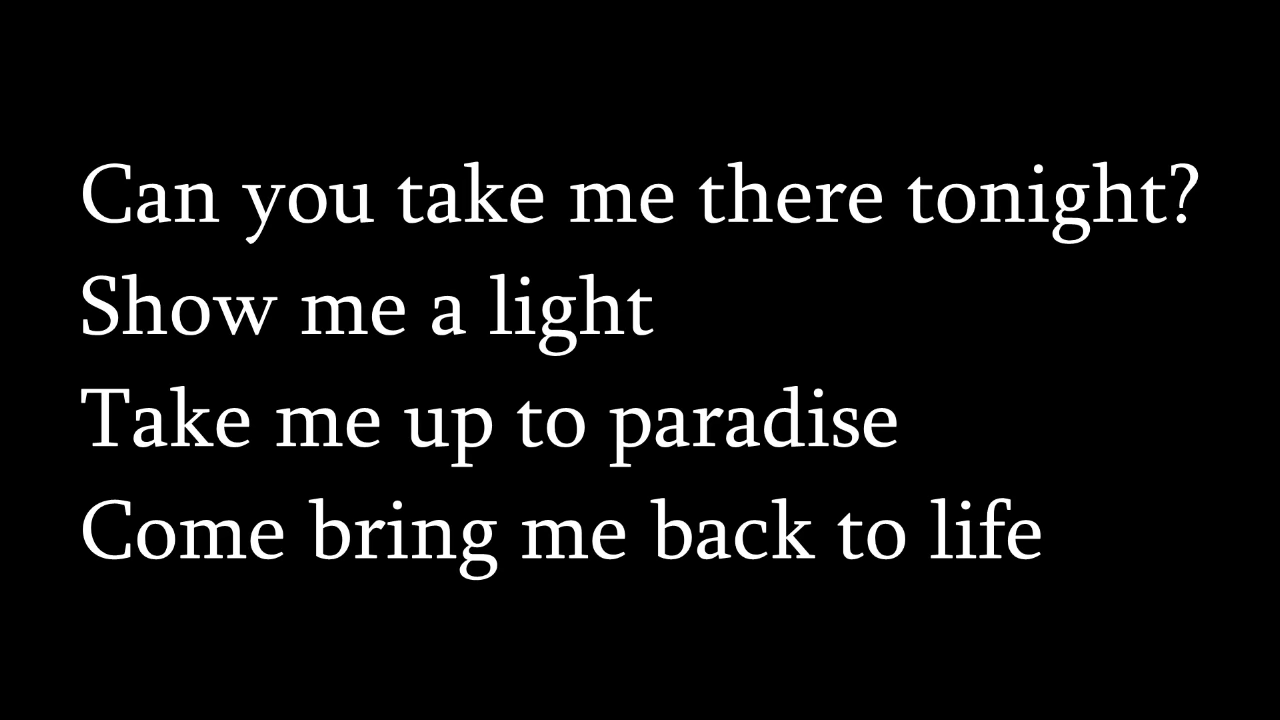 Can you take me there tonight?
Show me a light
Take me up to paradise
Come bring me back to life